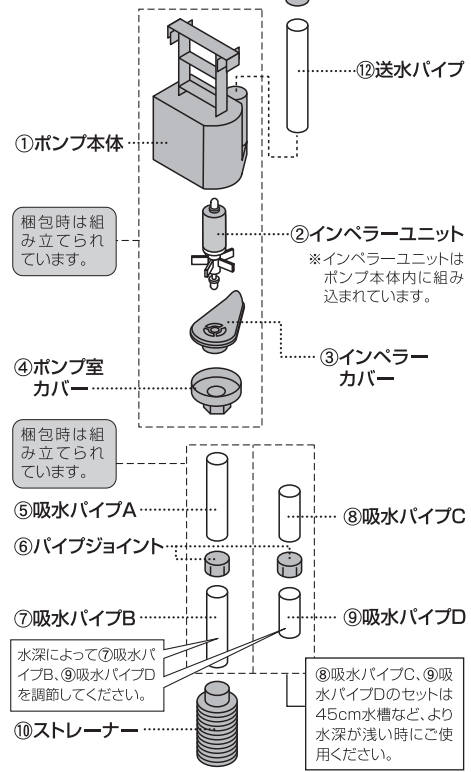 ⑫送水パイプ
①ポンプ本体
梱包時は組
み立てられ
ています。
②インペラーユニット
※インペラーユニットは
ポンプ本体内に組み
込まれています。
③インペラー
カバー
④ポンプ室
カバー
梱包時は組
み立てられ
ています。
⑤吸水パイプA
⑧吸水パイプC
⑥パイプジョイント
⑦吸水パイプB
⑨吸水パイプD
水深によって⑦吸水パ
イプB、⑨吸水パイプD
を調節してください。
⑧吸水パイプC、⑨吸
水パイプDのセットは
45cm水槽など、より
水深が浅い時にご使
用ください。
⑩ストレーナー